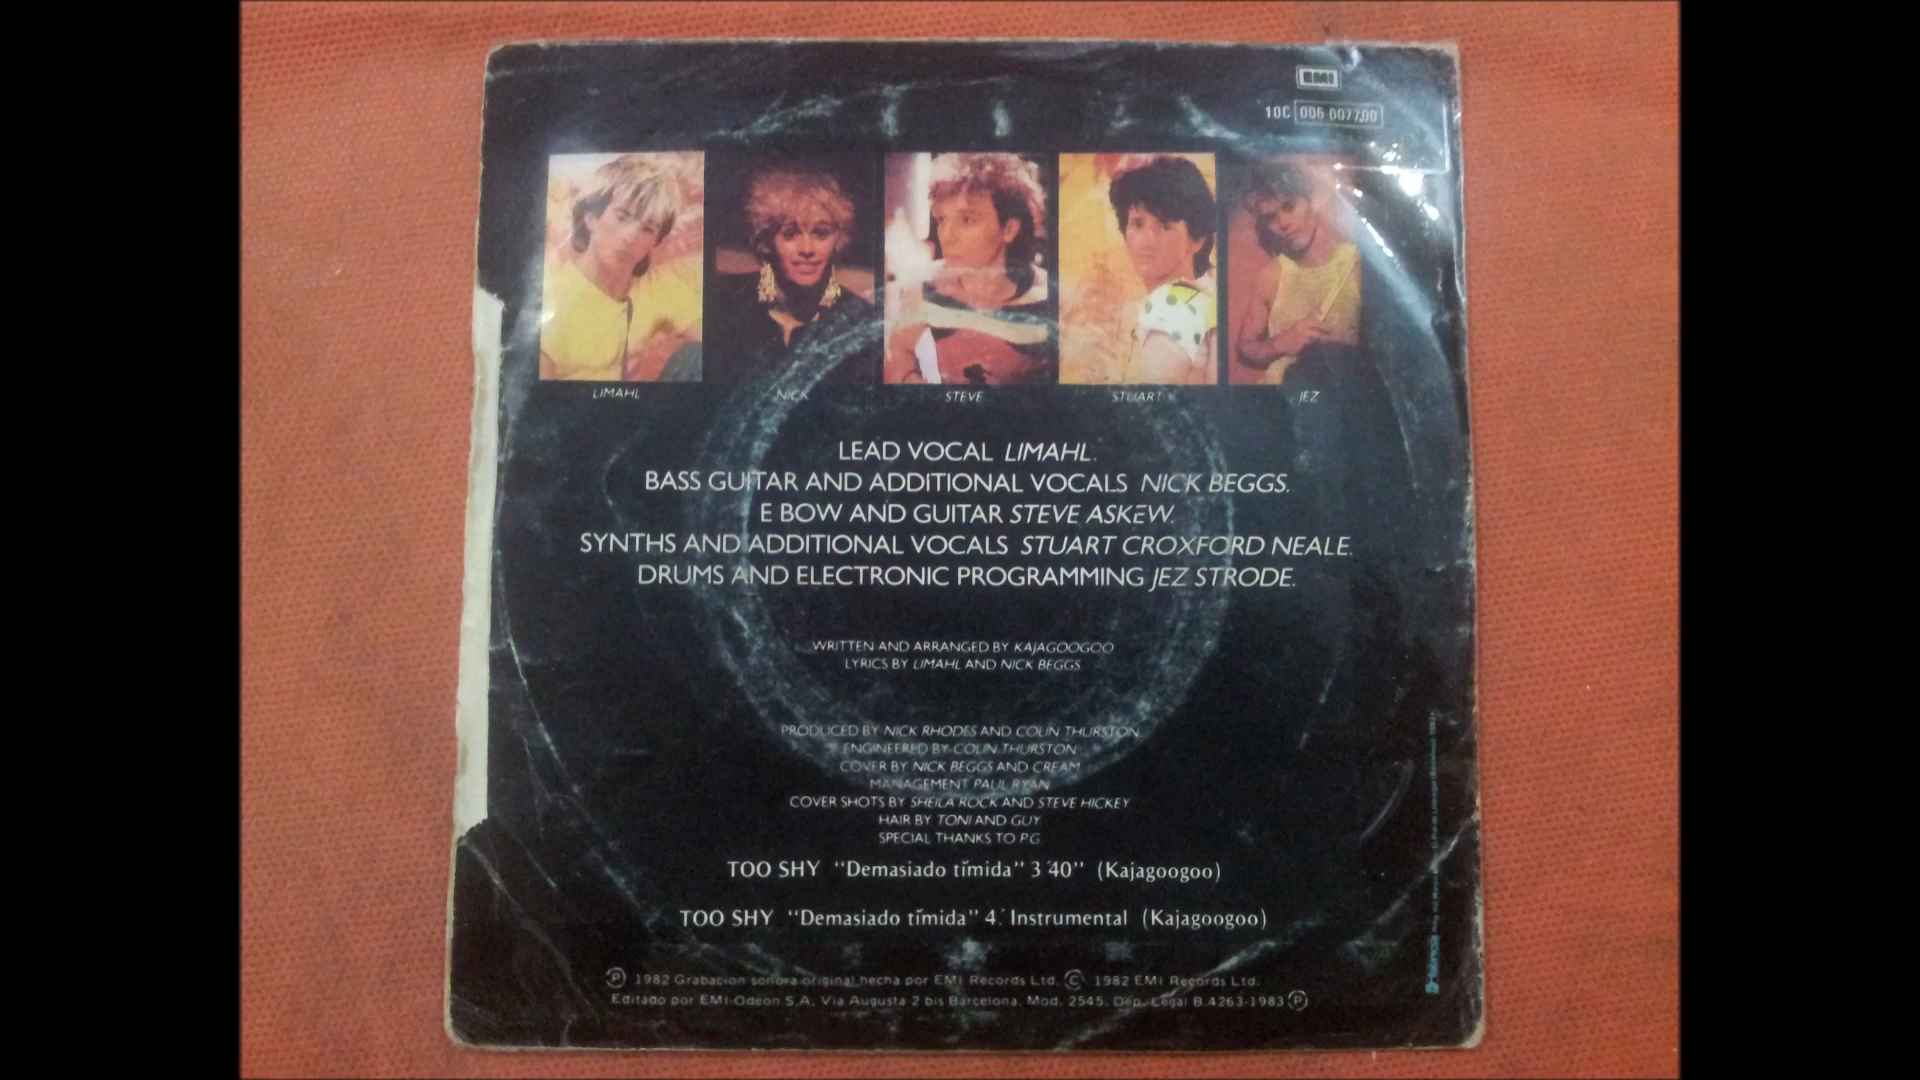 EMI
10C 006-007700
LIMAHL NICK STEVE STUART JEZ
LEAD VOCAL LIMAHL.
BASS GUITAR AND ADDITIONAL VOCALS NICK BEGGS.
E BOW AND GUITAR STEVE ASKEW.
SYNTHS AND ADDITIONAL VOCALS STUART CROXFORD NEALE.
DRUMS AND ELECTRONIC PROGRAMMING JEZ STRODE.
WRITTEN AND ARRANGED BY KAJAGOOGOO
LYRICS BY LIMAHL AND NICK BEGGS
PRODUCED BY NICK RHODES AND COLIN THURSTON
ENGINEERED BY COLIN THURSTON
COVER BY NICK BEGGS AND CREAM
MANAGEMENT PAUL RYAN
COVER SHOTS BY SHEILA ROCK AND STEVE HICKEY
HAIR BY TONI AND GUY
SPECIAL THANKS TO PG
TOO SHY "Demasiado tímida" 3'40" (Kajagoogoo)
TOO SHY "Demasiado tímida" 4' Instrumental (Kajagoogoo)
Ⓟ 1982 Grabacion sonora original hecha por EMI Records Ltd. © 1982 EMI Records Ltd.
Editado por EMI-Odeon S.A. Via Augusta 2 bis Barcelona. Mod. 2545. Dep. Legal B.4263-1983 Ⓟ